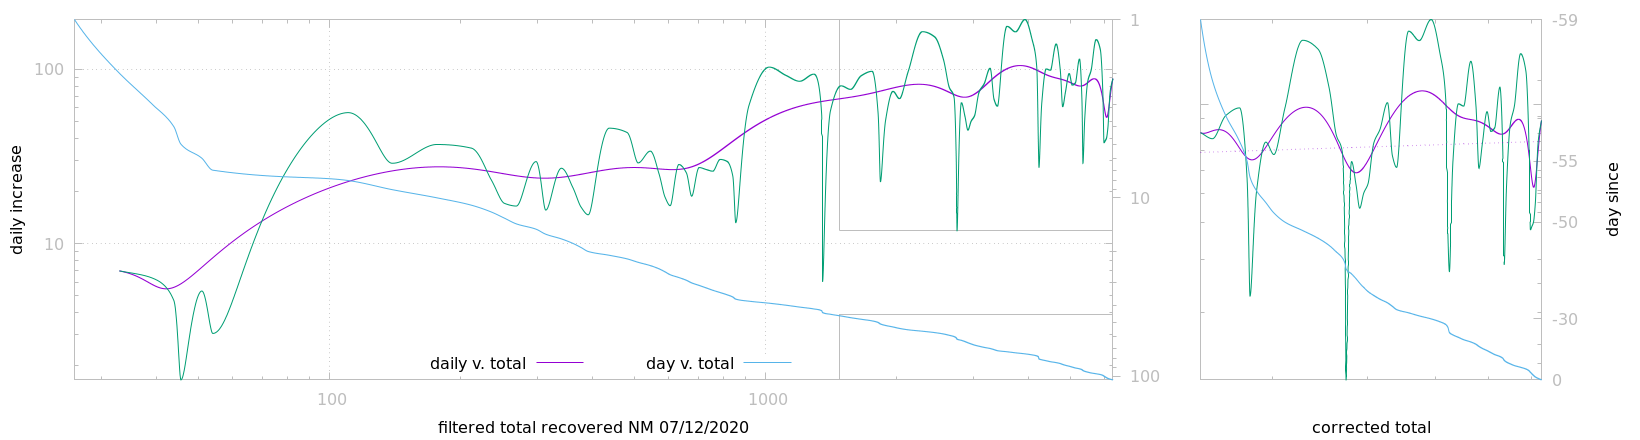 daily increase
100
10
daily v. total
day v. total
100
1000
filtered total recovered NM 07/12/2020
1
10
100
-59
-55
-50
-30
0
day since
corrected total